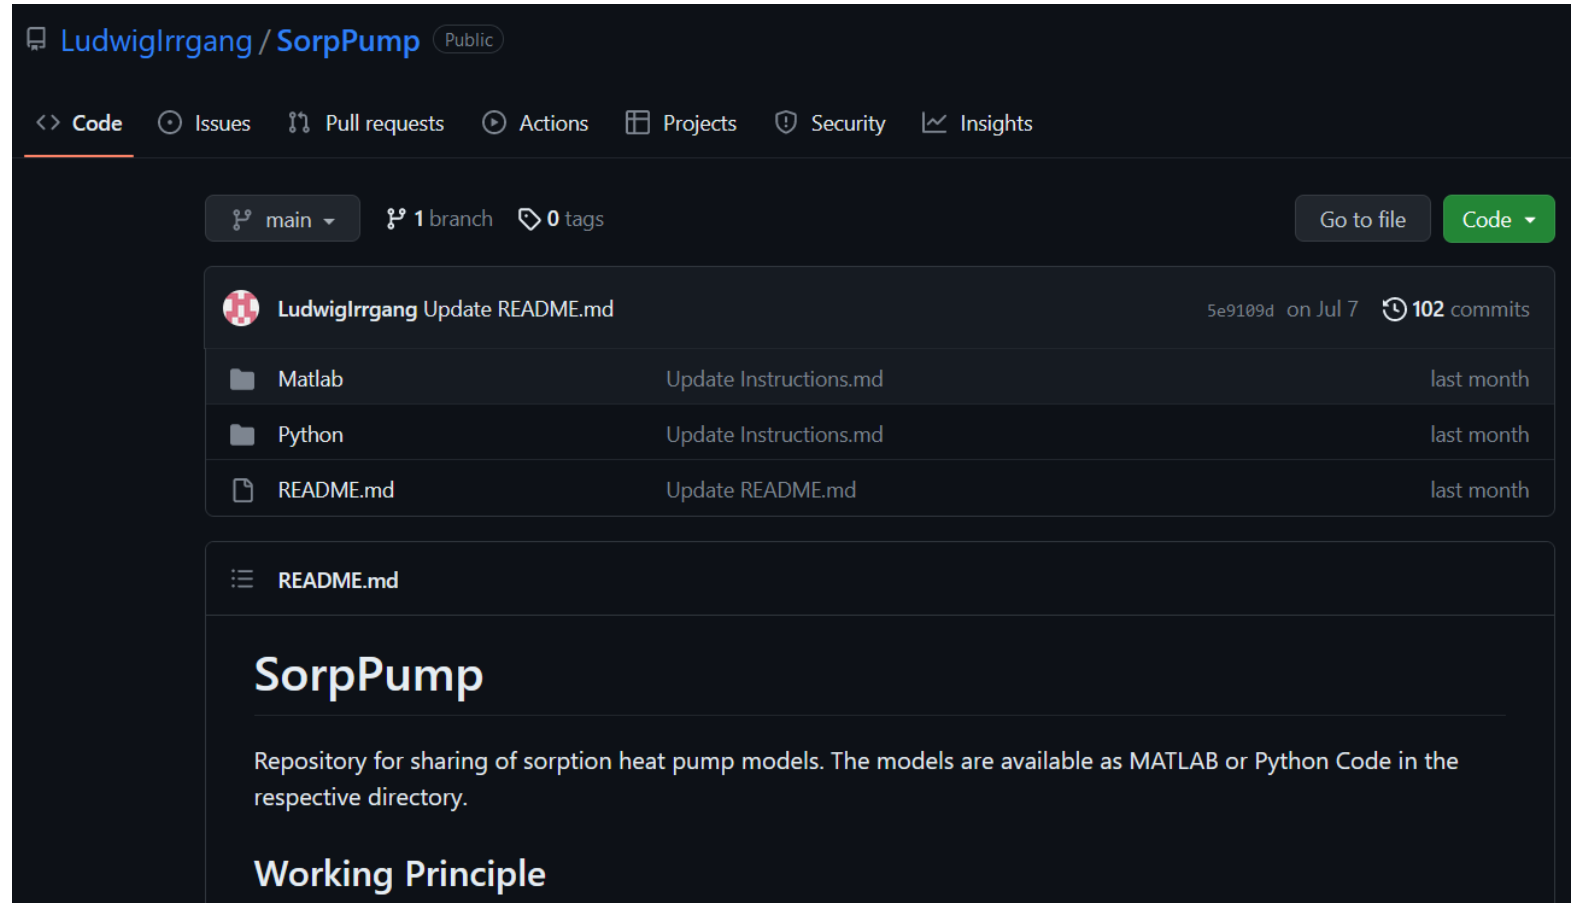 LudwigIrrgang / SorpPump Public
Code Issues Pull requests Actions Projects Security Insights
main 1 branch 0 tags Go to file Code
LudwigIrrgang Update README.md 5e9109d on Jul 7 102 commits
Matlab Update Instructions.md last month
Python Update Instructions.md last month
README.md Update README.md last month
README.md
SorpPump
Repository for sharing of sorption heat pump models. The models are available as MATLAB or Python Code in the
respective directory.
Working Principle